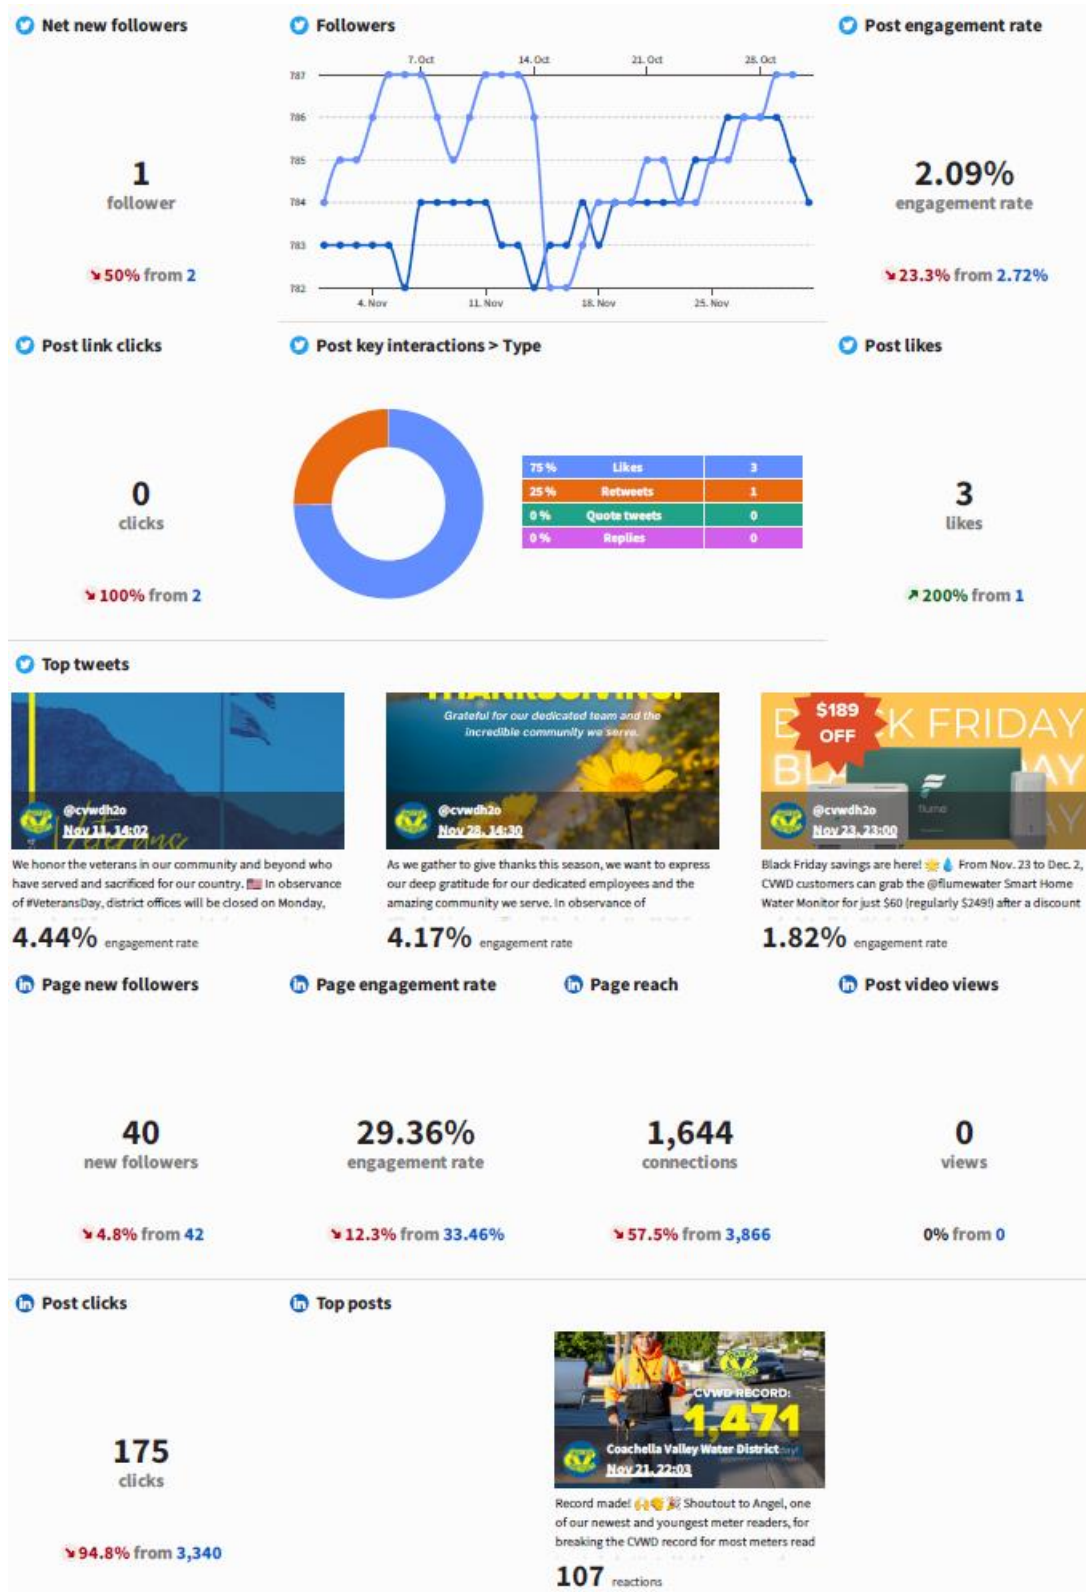 Net new followers
Followers
Post engagement rate
7. Oct 14. Oct 21. Oct 28. Oct
787
786
785
784
783
782
4. Nov 11. Nov 18. Nov 25. Nov
1
follower
50% from 2
2.09%
engagement rate
23.3% from 2.72%
Post link clicks
Post key interactions > Type
Post likes
0
clicks
100% from 2
75 % Likes 3
25 % Retweets 1
0 % Quote tweets 0
0 % Replies 0
3
likes
200% from 1
Top tweets
Veterans
@cvwdh2o
Nov 11, 14:02
We honor the veterans in our community and beyond who
have served and sacrificed for our country. 🇺🇸 In observance
of #VeteransDay, district offices will be closed on Monday,
4.44% engagement rate
THANKSGIVING!
Grateful for our dedicated team and the
incredible community we serve.
@cvwdh2o
Nov 28, 14:30
As we gather to give thanks this season, we want to express
our deep gratitude for our dedicated employees and the
amazing community we serve. In observance of
4.17% engagement rate
$189
OFF
BLACK FRIDAY
flume
@cvwdh2o
Nov 23, 23:00
Black Friday savings are here! 🌟💧 From Nov. 23 to Dec. 2,
CVWD customers can grab the @flumewater Smart Home
Water Monitor for just $60 (regularly $249!) after a discount
1.82% engagement rate
Page new followers
Page engagement rate
Page reach
Post video views
40
new followers
4.8% from 42
29.36%
engagement rate
12.3% from 33.46%
1,644
connections
57.5% from 3,866
0
views
0% from 0
Post clicks
Top posts
175
clicks
94.8% from 3,340
CVWD RECORD:
1,471
Coachella Valley Water District
Nov 21, 22:03
Record made! 🙌👏🎉 Shoutout to Angel, one
of our newest and youngest meter readers, for
breaking the CVWD record for most meters read
107 reactions